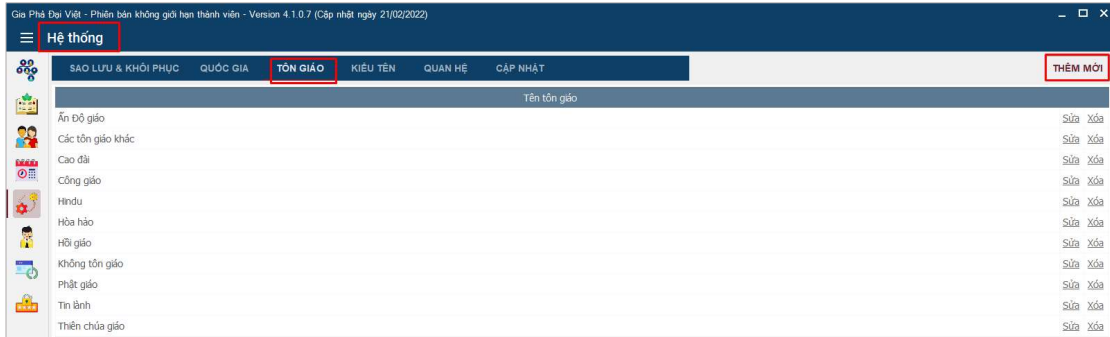 Gia Phả Đại Việt - Phiên bản không giới hạn thành viên - Version 4.1.0.7 (Cập nhật ngày 21/02/2022)
Hệ thống
SAO LƯU & KHÔI PHỤC QUỐC GIA TÔN GIÁO KIỂU TÊN QUAN HỆ CẬP NHẬT THÊM MỚI
Tên tôn giáo
Ấn Độ giáo Sửa Xóa
Các tôn giáo khác Sửa Xóa
Cao đài Sửa Xóa
Công giáo Sửa Xóa
Hindu Sửa Xóa
Hòa hảo Sửa Xóa
Hồi giáo Sửa Xóa
Không tôn giáo Sửa Xóa
Phật giáo Sửa Xóa
Tin lành Sửa Xóa
Thiên chúa giáo Sửa Xóa